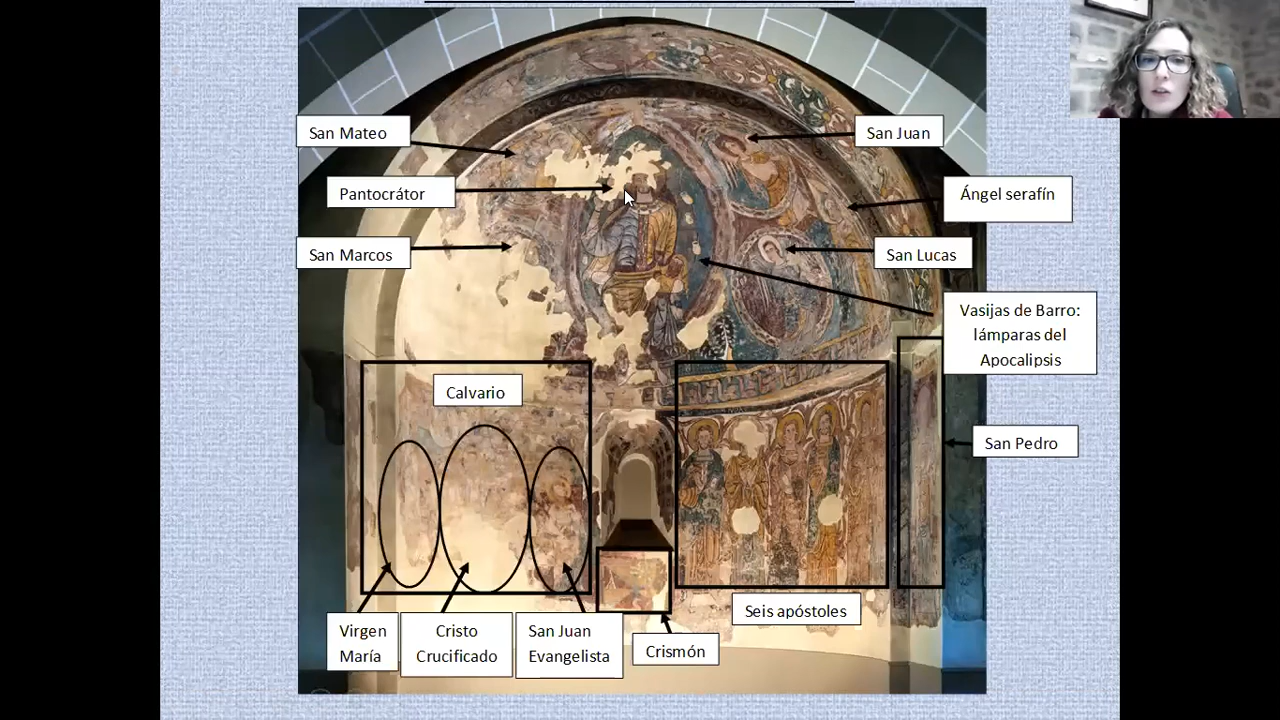 San Mateo
San Juan
Pantocrátor
Ángel serafín
San Marcos
San Lucas
Vasijas de Barro:
lámparas del
Apocalipsis
Calvario
San Pedro
Seis apóstoles
Virgen
María
Cristo
Crucificado
San Juan
Evangelista
Crismón